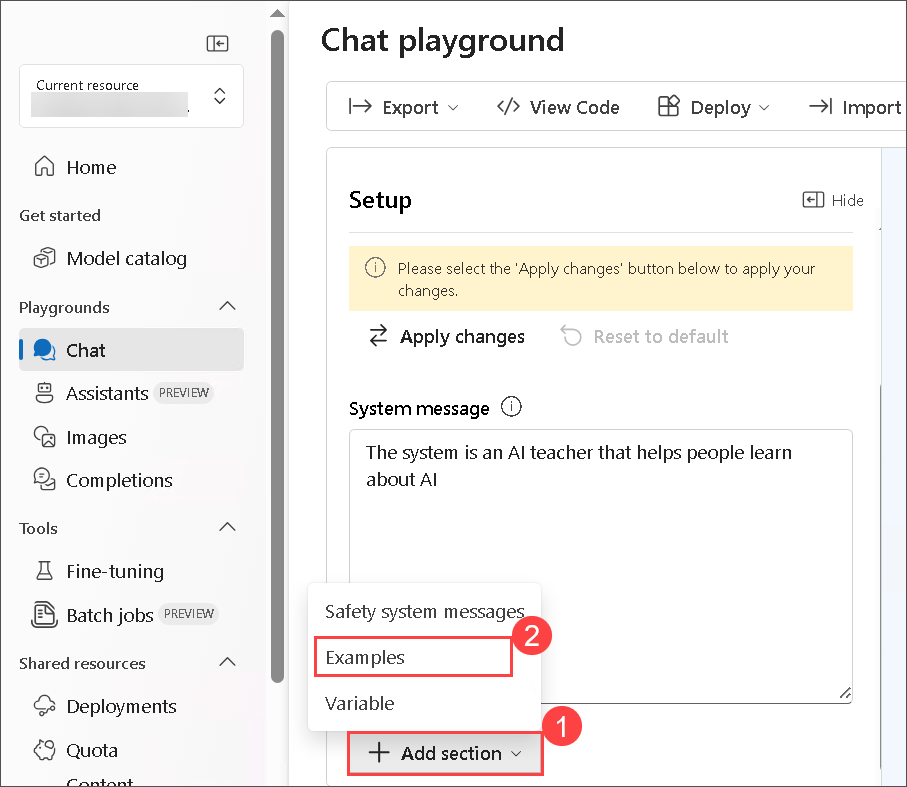 Current resource
Home
Get started
Model catalog
Playgrounds
Chat
Assistants PREVIEW
Images
Completions
Tools
Fine-tuning
Batch jobs PREVIEW
Shared resources
Deployments
Quota
Content
Chat playground
Export
View Code
Deploy
Import
Setup
Hide
Please select the 'Apply changes' button below to apply your
changes.
Apply changes
Reset to default
System message
The system is an AI teacher that helps people learn
about AI
Safety system messages
Examples
2
Variable
1
Add section